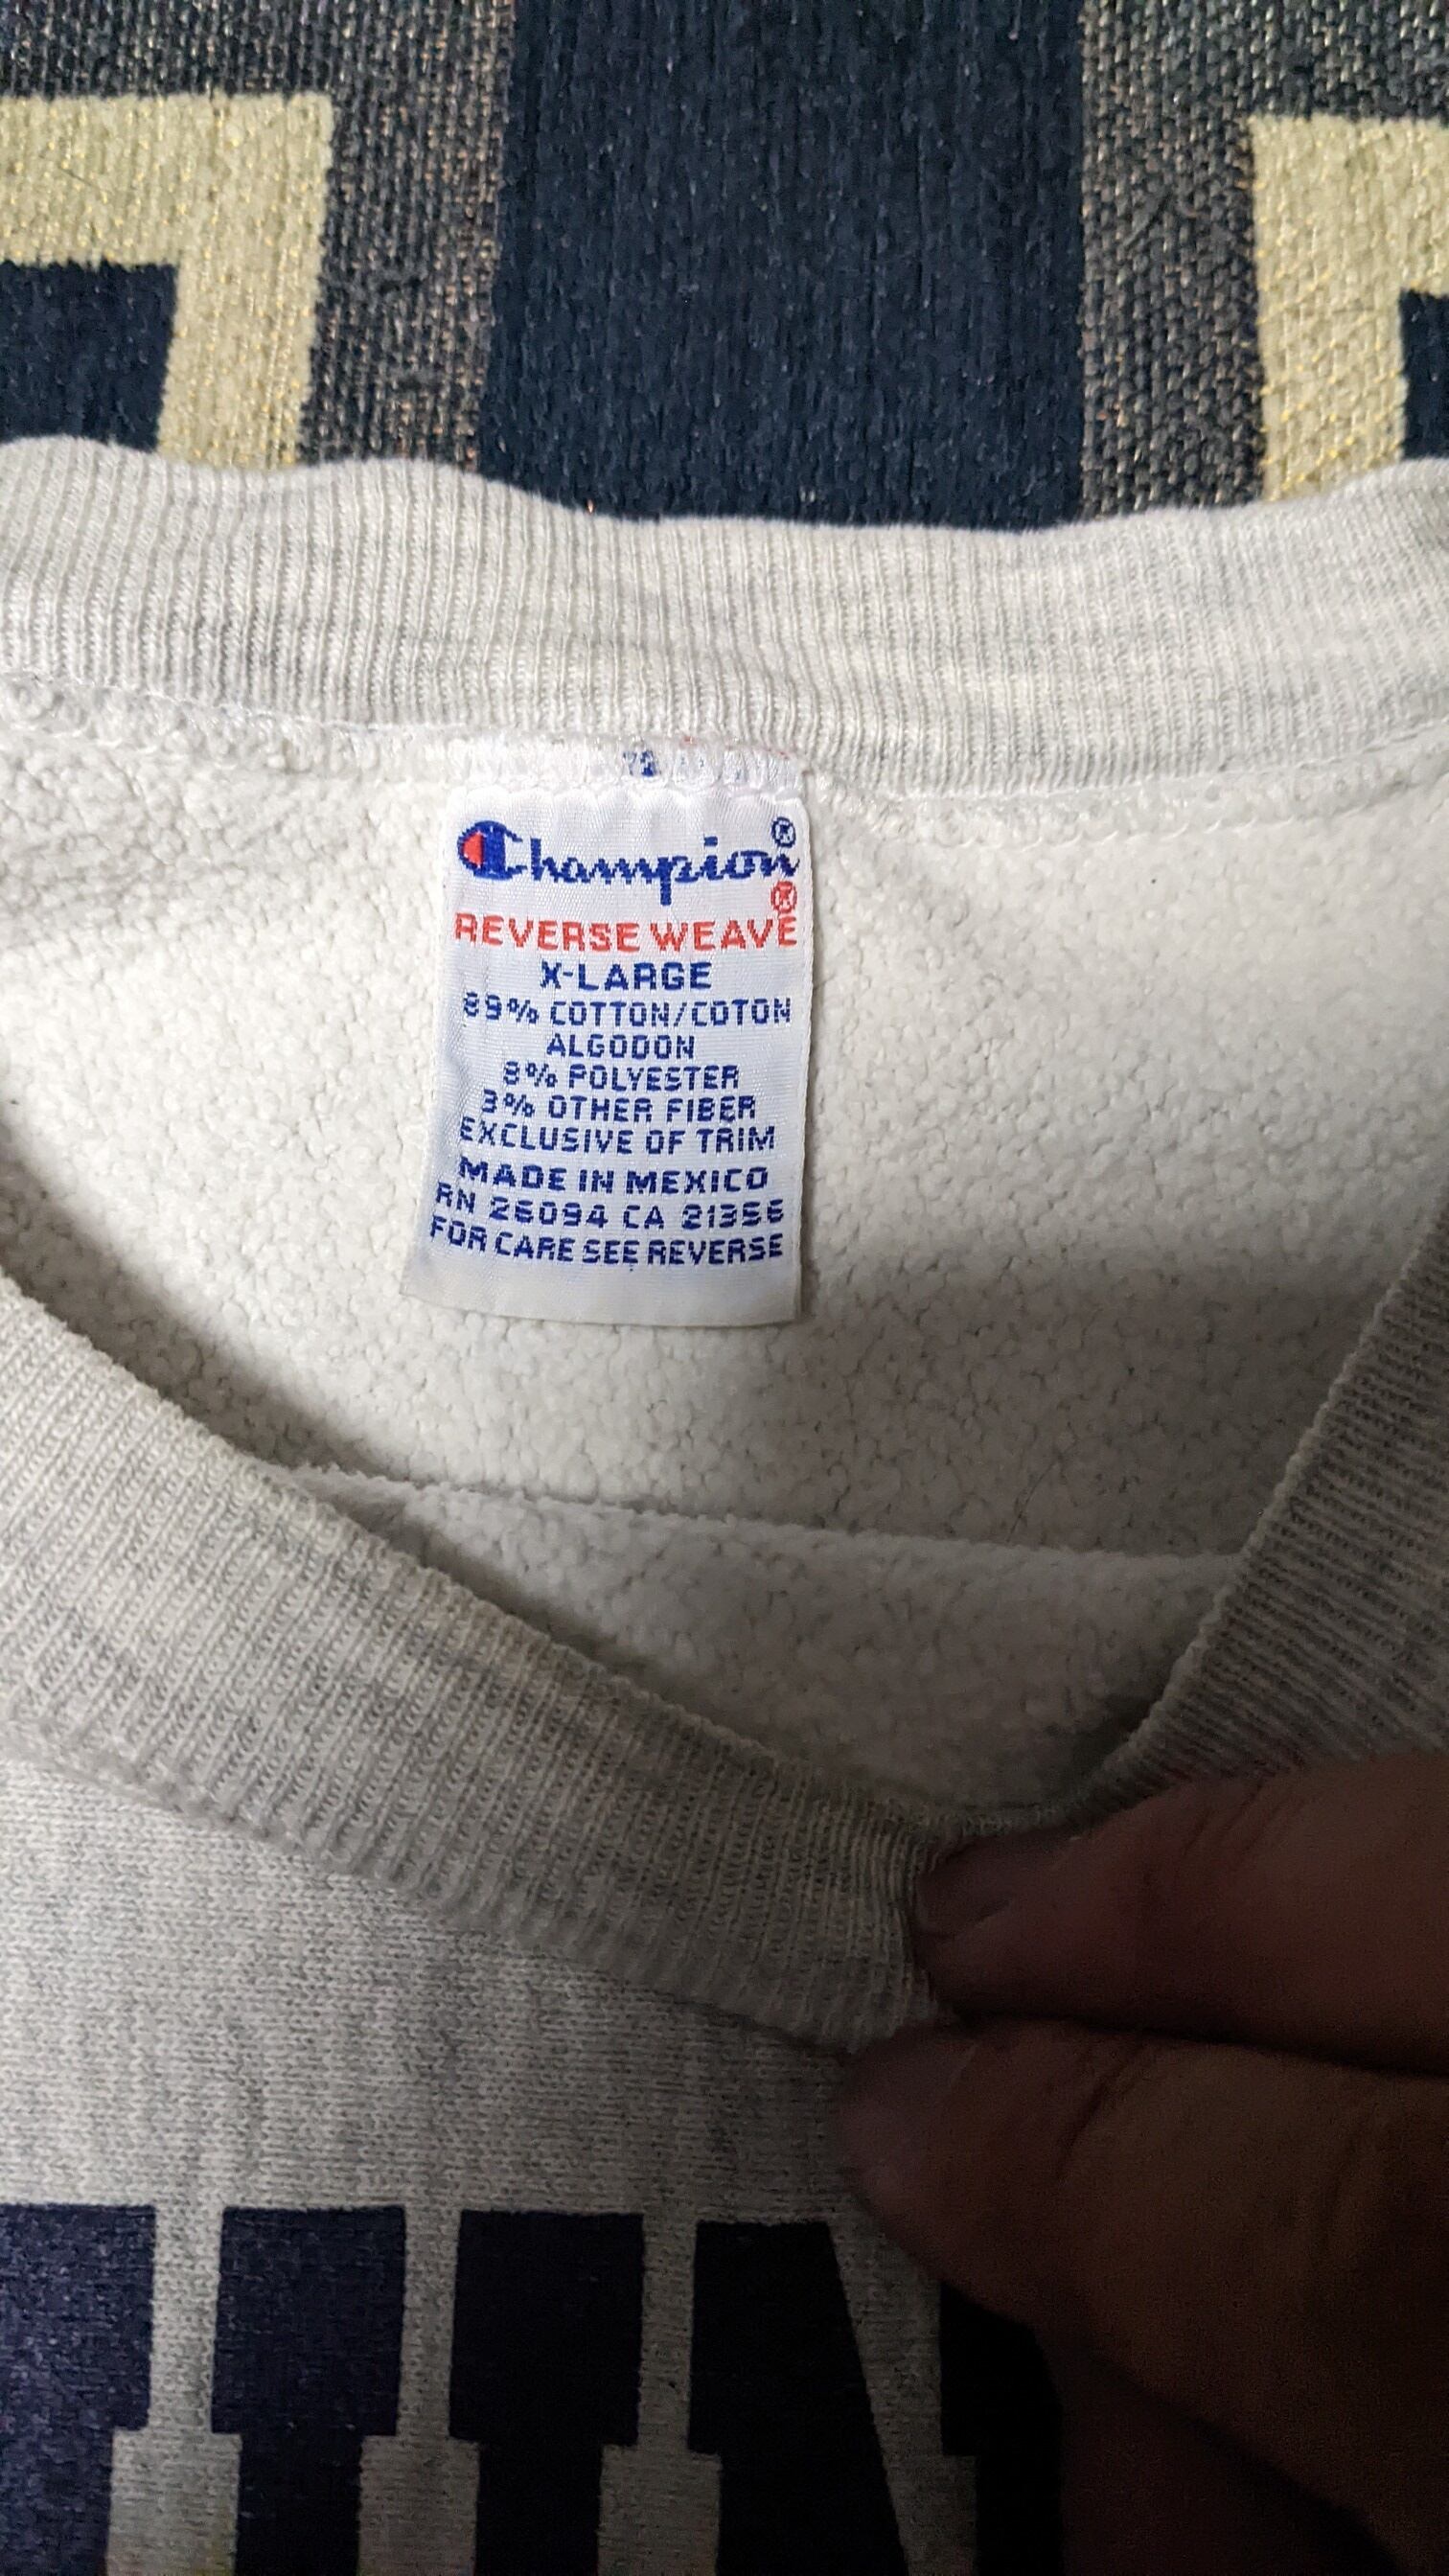 Champion®
REVERSE WEAVE®
X-LARGE
89% COTTON/COTON
ALGODON
8% POLYESTER
3% OTHER FIBER
EXCLUSIVE OF TRIM
MADE IN MEXICO
RN 26094 CA 21356
FOR CARE SEE REVERSE